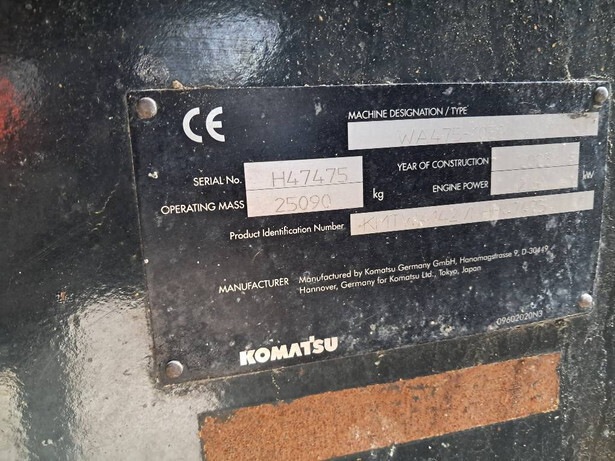 CE
MACHINE DESIGNATION / TYPE
SERIAL No. H47475
YEAR OF CONSTRUCTION
OPERATING MASS 25090 kg
ENGINE POWER kW
Product Identification Number
MANUFACTURER Manufactured by Komatsu Germany GmbH, Hanomagstrasse 9, D-30449
Hannover, Germany for Komatsu Ltd., Tokyo, Japan
KOMATSU
09602020N3